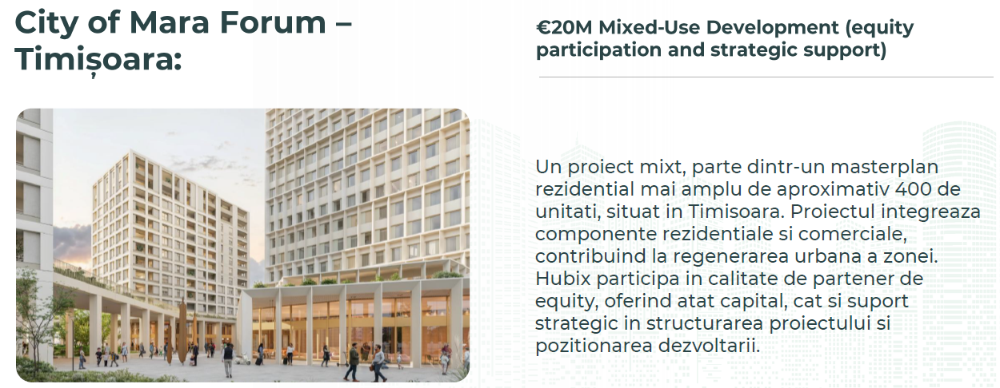 City of Mara Forum –
Timișoara:
€20M Mixed-Use Development (equity
participation and strategic support)
Un proiect mixt, parte dintr-un masterplan
rezidential mai amplu de aproximativ 400 de
unitati, situat in Timisoara. Proiectul integreaza
componente rezidentiale si comerciale,
contribuind la regenerarea urbana a zonei.
Hubix participa in calitate de partener de
equity, oferind atat capital, cat si suport
strategic in structurarea proiectului si
pozitionarea dezvoltarii.